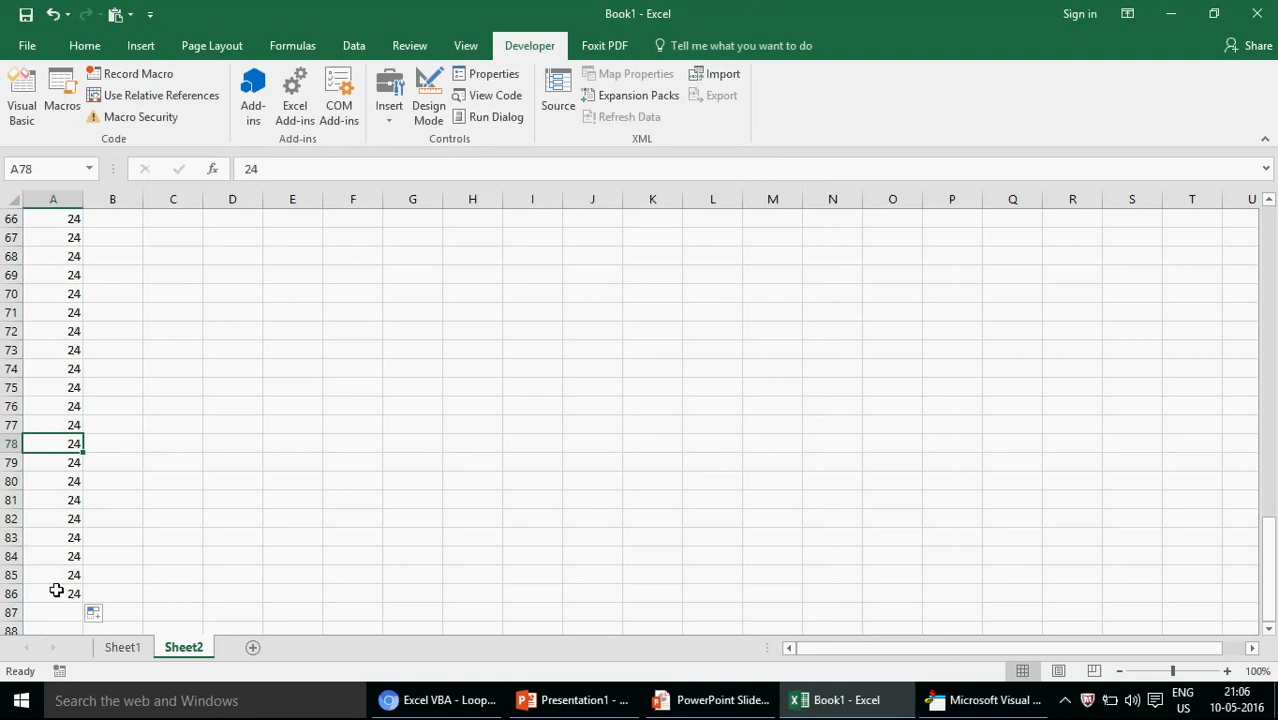 Book1 - Excel
Sign in
File Home Insert Page Layout Formulas Data Review View Developer Foxit PDF Tell me what you want to do Share
Visual Basic
Macros
Record Macro
Use Relative References
Macro Security
Code
Add-ins
Excel Add-ins
COM Add-ins
Add-ins
Insert
Design Mode
Properties
View Code
Run Dialog
Controls
Source
Map Properties
Expansion Packs
Refresh Data
Import
Export
XML
A78 fx 24
A B C D E F G H I J K L M N O P Q R S T U
66 24
67 24
68 24
69 24
70 24
71 24
72 24
73 24
74 24
75 24
76 24
77 24
78 24
79 24
80 24
81 24
82 24
83 24
84 24
85 24
86 24
87
88
Sheet1 Sheet2
Ready 100%
Search the web and Windows
Excel VBA - Loop...
Presentation1 - ...
PowerPoint Slide...
Book1 - Excel
Microsoft Visual ...
ENG
US
21:06
10-05-2016